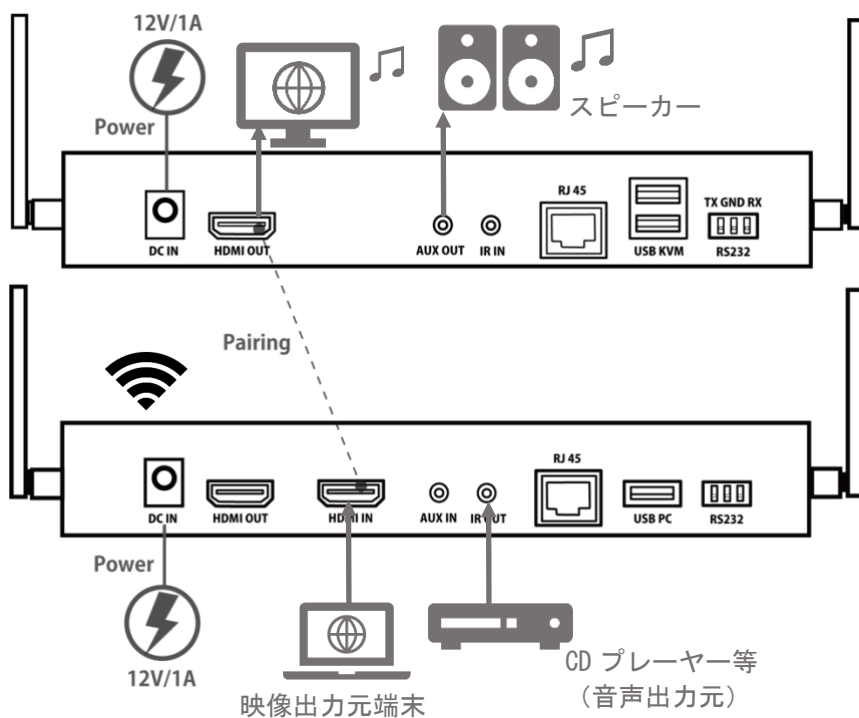 12V/1A
Power
スピーカー
RJ 45
TX GND RX
DC IN
HDMI OUT
AUX OUT
IR IN
USB KVM
RS232
Pairing
RJ 45
DC IN
HDMI OUT
HDMI IN
AUX IN
IR OUT
USB PC
RS232
Power
12V/1A
映像出力元端末
CD プレーヤー等
（音声出力元）